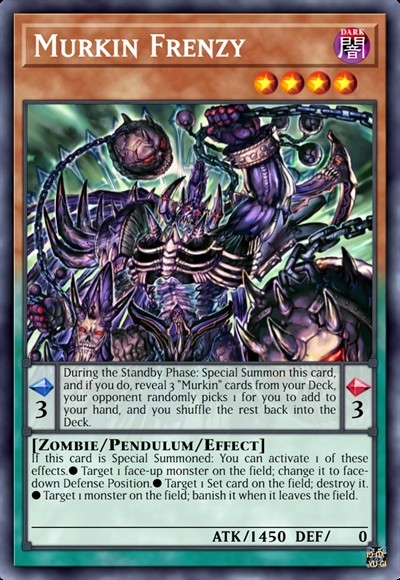 Murkin Frenzy
DARK
闇
During the Standby Phase: Special Summon this card,
and if you do, reveal 3 "Murkin" cards from your Deck,
your opponent randomly picks 1 for you to add to
your hand, and you shuffle the rest back into the
Deck.
3
3
[Zombie/Pendulum/Effect]
If this card is Special Summoned: You can activate 1 of these
effects.● Target 1 face-up monster on the field; change it to face-
down Defense Position.● Target 1 Set card on the field; destroy it.
● Target 1 monster on the field; banish it when it leaves the field.
ATK/1450 DEF/ 0